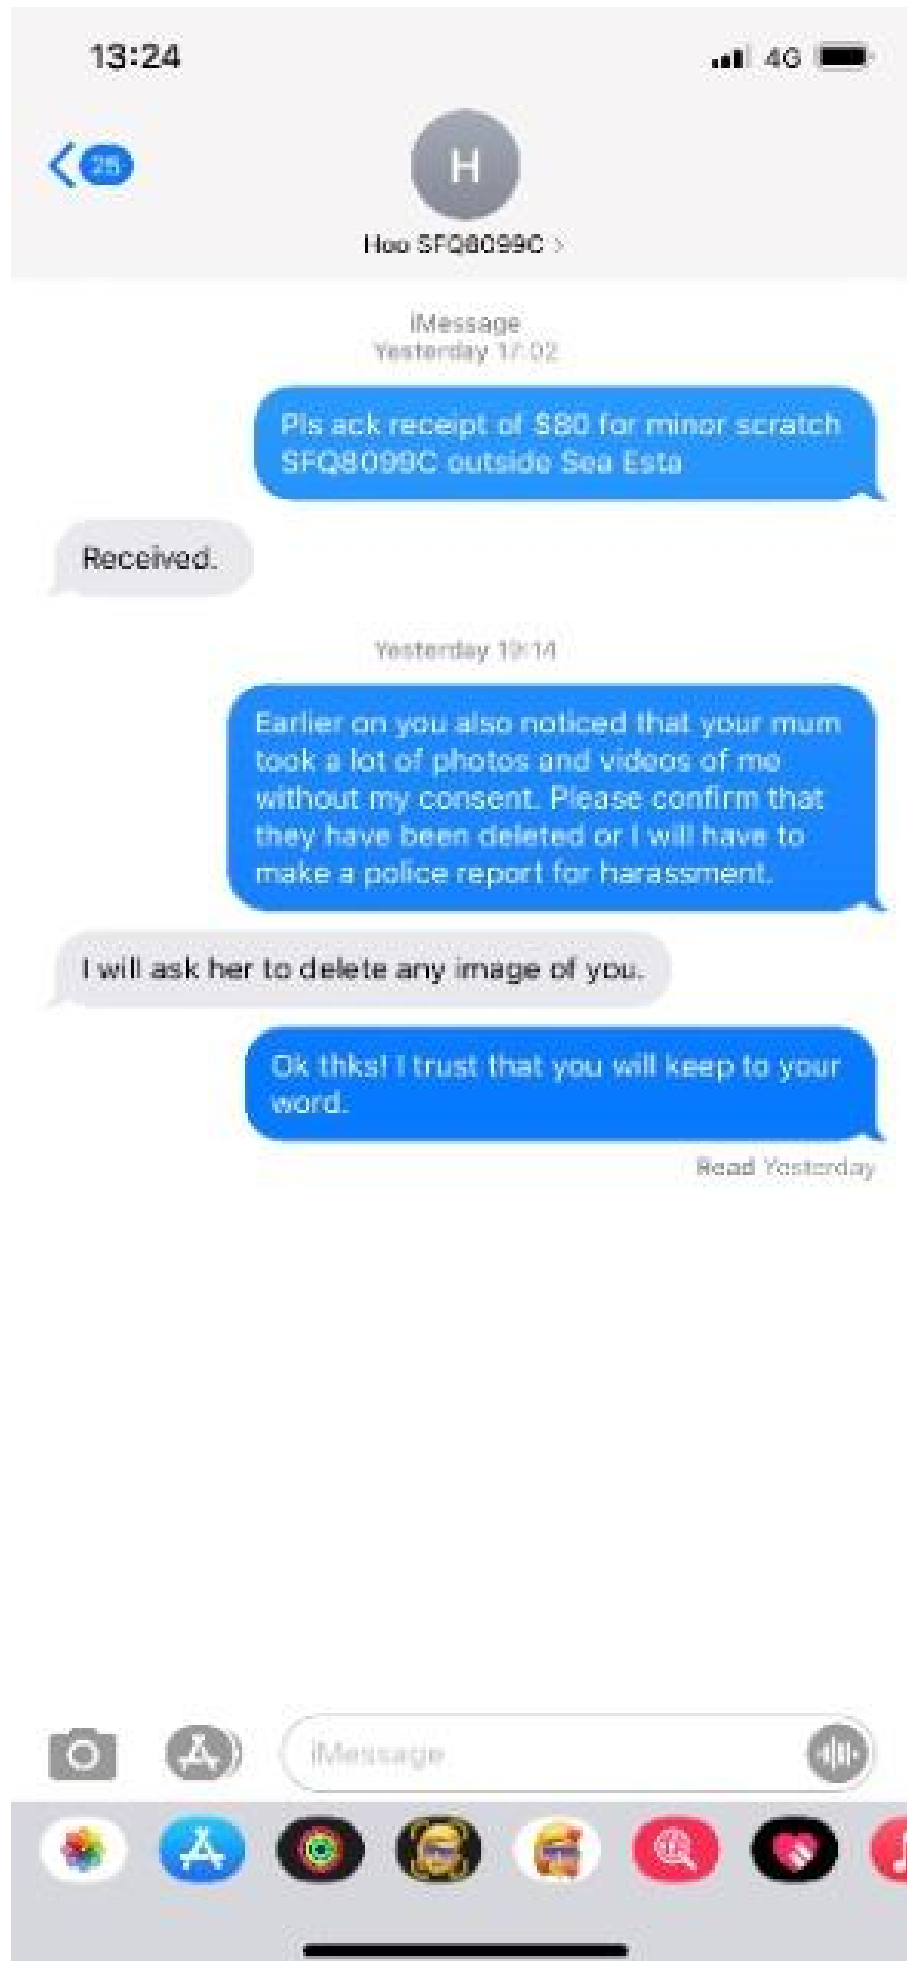 13:24
4G
25
H
Hoo SFQ8099C >
iMessage
Yesterday 17:02
Pls ack receipt of $80 for minor scratch
SFQ8099C outside Sea Esta
Received.
Yesterday 19:14
Earlier on you also noticed that your mum
took a lot of photos and videos of me
without my consent. Please confirm that
they have been deleted or I will have to
make a police report for harassment.
I will ask her to delete any image of you.
Ok thks! I trust that you will keep to your
word.
Read Yesterday
iMessage